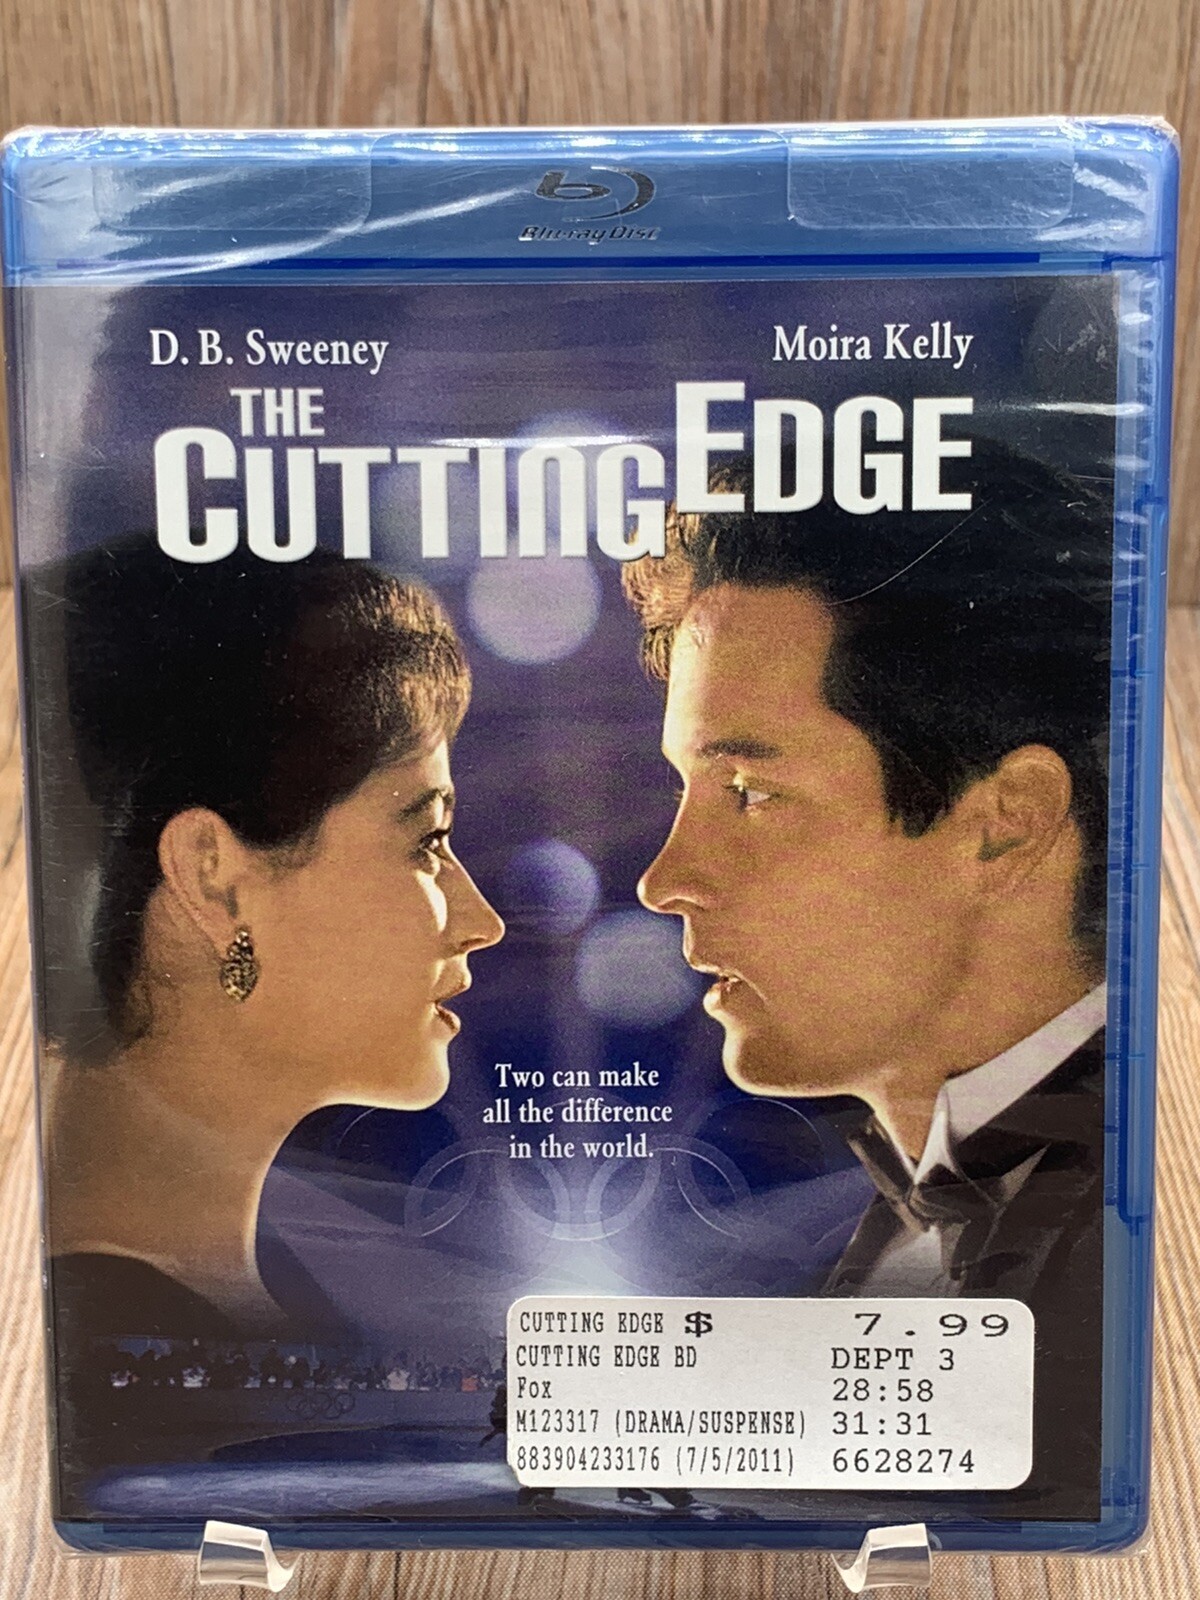 Blu-ray Disc
D. B. Sweeney Moira Kelly
THE
CUTTING EDGE
Two can make
all the difference
in the world.
CUTTING EDGE $ 7.99
CUTTING EDGE BD DEPT 3
Fox 28:58
M123317 (DRAMA/SUSPENSE) 31:31
883904233176 (7/5/2011) 6628274